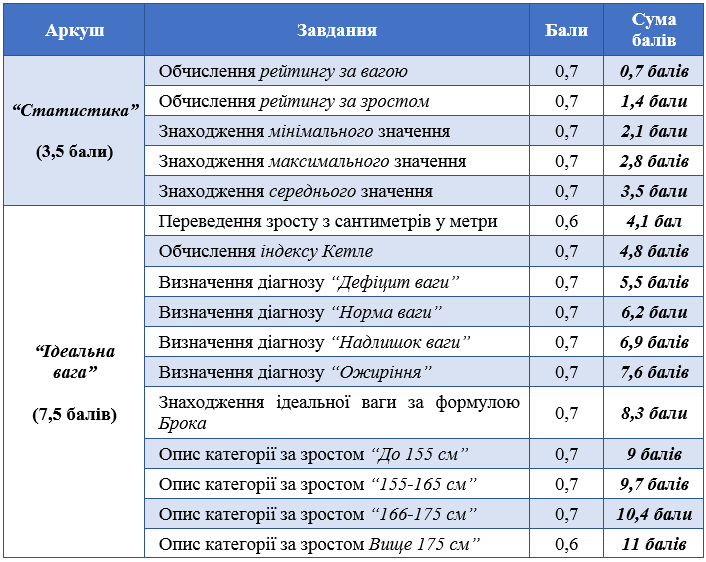 Аркуш Завдання Бали Сума балів
“Статистика”
(3,5 бали)
Обчислення рейтингу за вагою 0,7 0,7 балів
Обчислення рейтингу за зростом 0,7 1,4 бали
Знаходження мінімального значення 0,7 2,1 бали
Знаходження максимального значення 0,7 2,8 балів
Знаходження середнього значення 0,7 3,5 бали
“Ідеальна
вага”
(7,5 балів)
Переведення зросту з сантиметрів у метри 0,6 4,1 бал
Обчислення індексу Кетле 0,7 4,8 балів
Визначення діагнозу “Дефіцит ваги” 0,7 5,5 балів
Визначення діагнозу “Норма ваги” 0,7 6,2 бали
Визначення діагнозу “Надлишок ваги” 0,7 6,9 балів
Визначення діагнозу “Ожиріння” 0,7 7,6 балів
Знаходження ідеальної ваги за формулою
Брока 0,7 8,3 бали
Опис категорії за зростом “До 155 см” 0,7 9 балів
Опис категорії за зростом “155-165 см” 0,7 9,7 балів
Опис категорії за зростом “166-175 см” 0,7 10,4 бали
Опис категорії за зростом Вище 175 см” 0,6 11 балів